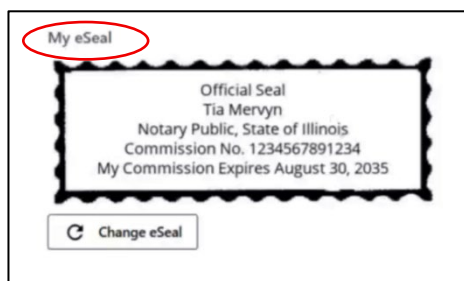 My eSeal
Official Seal
Tia Mervyn
Notary Public, State of Illinois
Commission No. 1234567891234
My Commission Expires August 30, 2035
Change eSeal